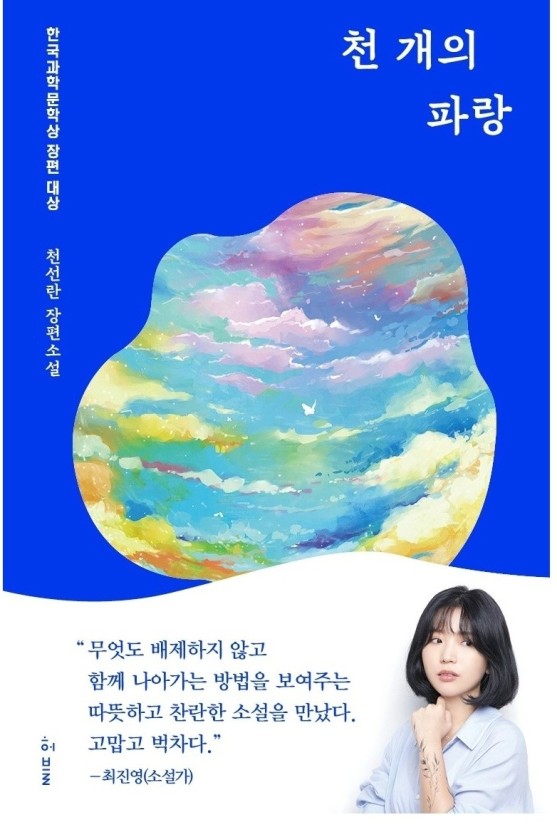 천 개의
파랑
한국과학문학상 장편 대상
천선란 장편소설
“무엇도 배제하지 않고
함께 나아가는 방법을 보여주는
따뜻하고 찬란한 소설을 만났다.
고맙고 벅차다.”
–최진영(소설가)
허블